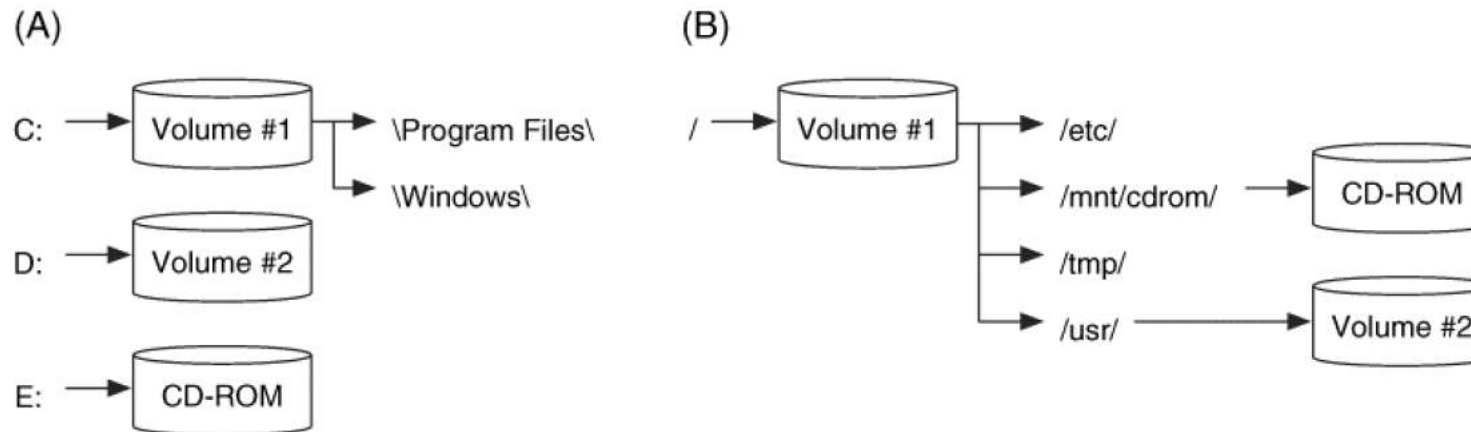 (A)
C:
Volume #1
\Program Files\
\Windows\
D:
Volume #2
E:
CD-ROM
(B)
/
Volume #1
/etc/
/mnt/cdrom/
CD-ROM
/tmp/
/usr/
Volume #2